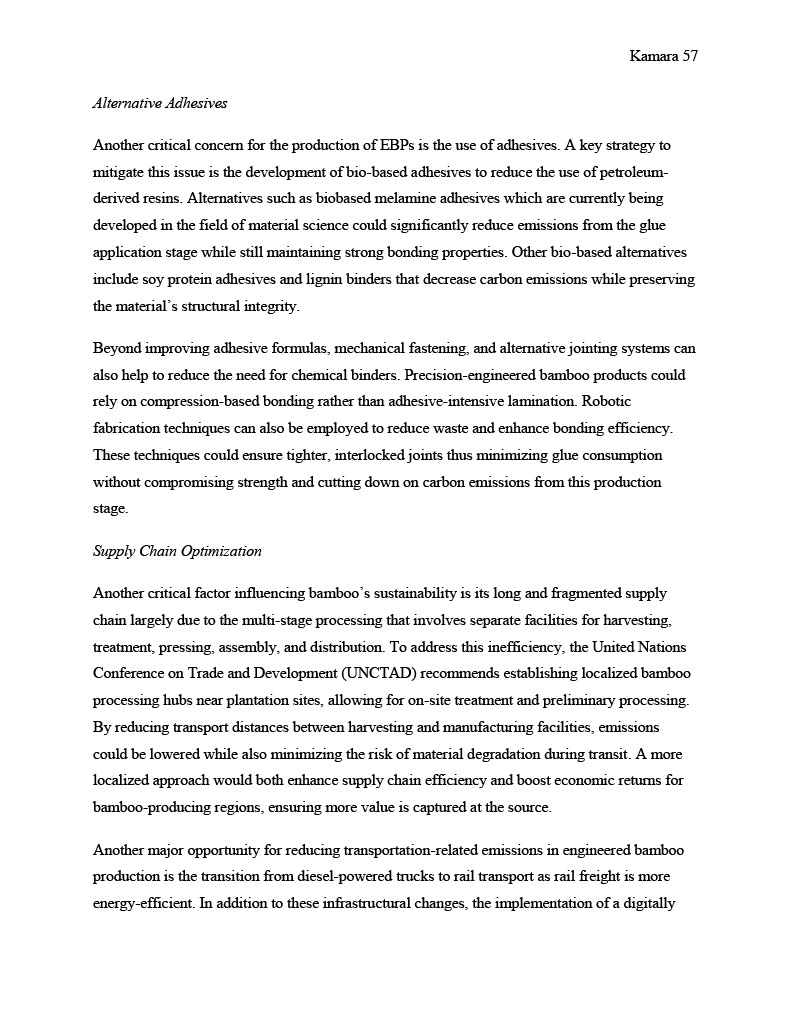 Kamara 57
Alternative Adhesives
Another critical concern for the production of EBPs is the use of adhesives. A key strategy to
mitigate this issue is the development of bio-based adhesives to reduce the use of petroleum-
derived resins. Alternatives such as biobased melamine adhesives which are currently being
developed in the field of material science could significantly reduce emissions from the glue
application stage while still maintaining strong bonding properties. Other bio-based alternatives
include soy protein adhesives and lignin binders that decrease carbon emissions while preserving
the material’s structural integrity.
Beyond improving adhesive formulas, mechanical fastening, and alternative jointing systems can
also help to reduce the need for chemical binders. Precision-engineered bamboo products could
rely on compression-based bonding rather than adhesive-intensive lamination. Robotic
fabrication techniques can also be employed to reduce waste and enhance bonding efficiency.
These techniques could ensure tighter, interlocked joints thus minimizing glue consumption
without compromising strength and cutting down on carbon emissions from this production
stage.
Supply Chain Optimization
Another critical factor influencing bamboo’s sustainability is its long and fragmented supply
chain largely due to the multi-stage processing that involves separate facilities for harvesting,
treatment, pressing, assembly, and distribution. To address this inefficiency, the United Nations
Conference on Trade and Development (UNCTAD) recommends establishing localized bamboo
processing hubs near plantation sites, allowing for on-site treatment and preliminary processing.
By reducing transport distances between harvesting and manufacturing facilities, emissions
could be lowered while also minimizing the risk of material degradation during transit. A more
localized approach would both enhance supply chain efficiency and boost economic returns for
bamboo-producing regions, ensuring more value is captured at the source.
Another major opportunity for reducing transportation-related emissions in engineered bamboo
production is the transition from diesel-powered trucks to rail transport as rail freight is more
energy-efficient. In addition to these infrastructural changes, the implementation of a digitally